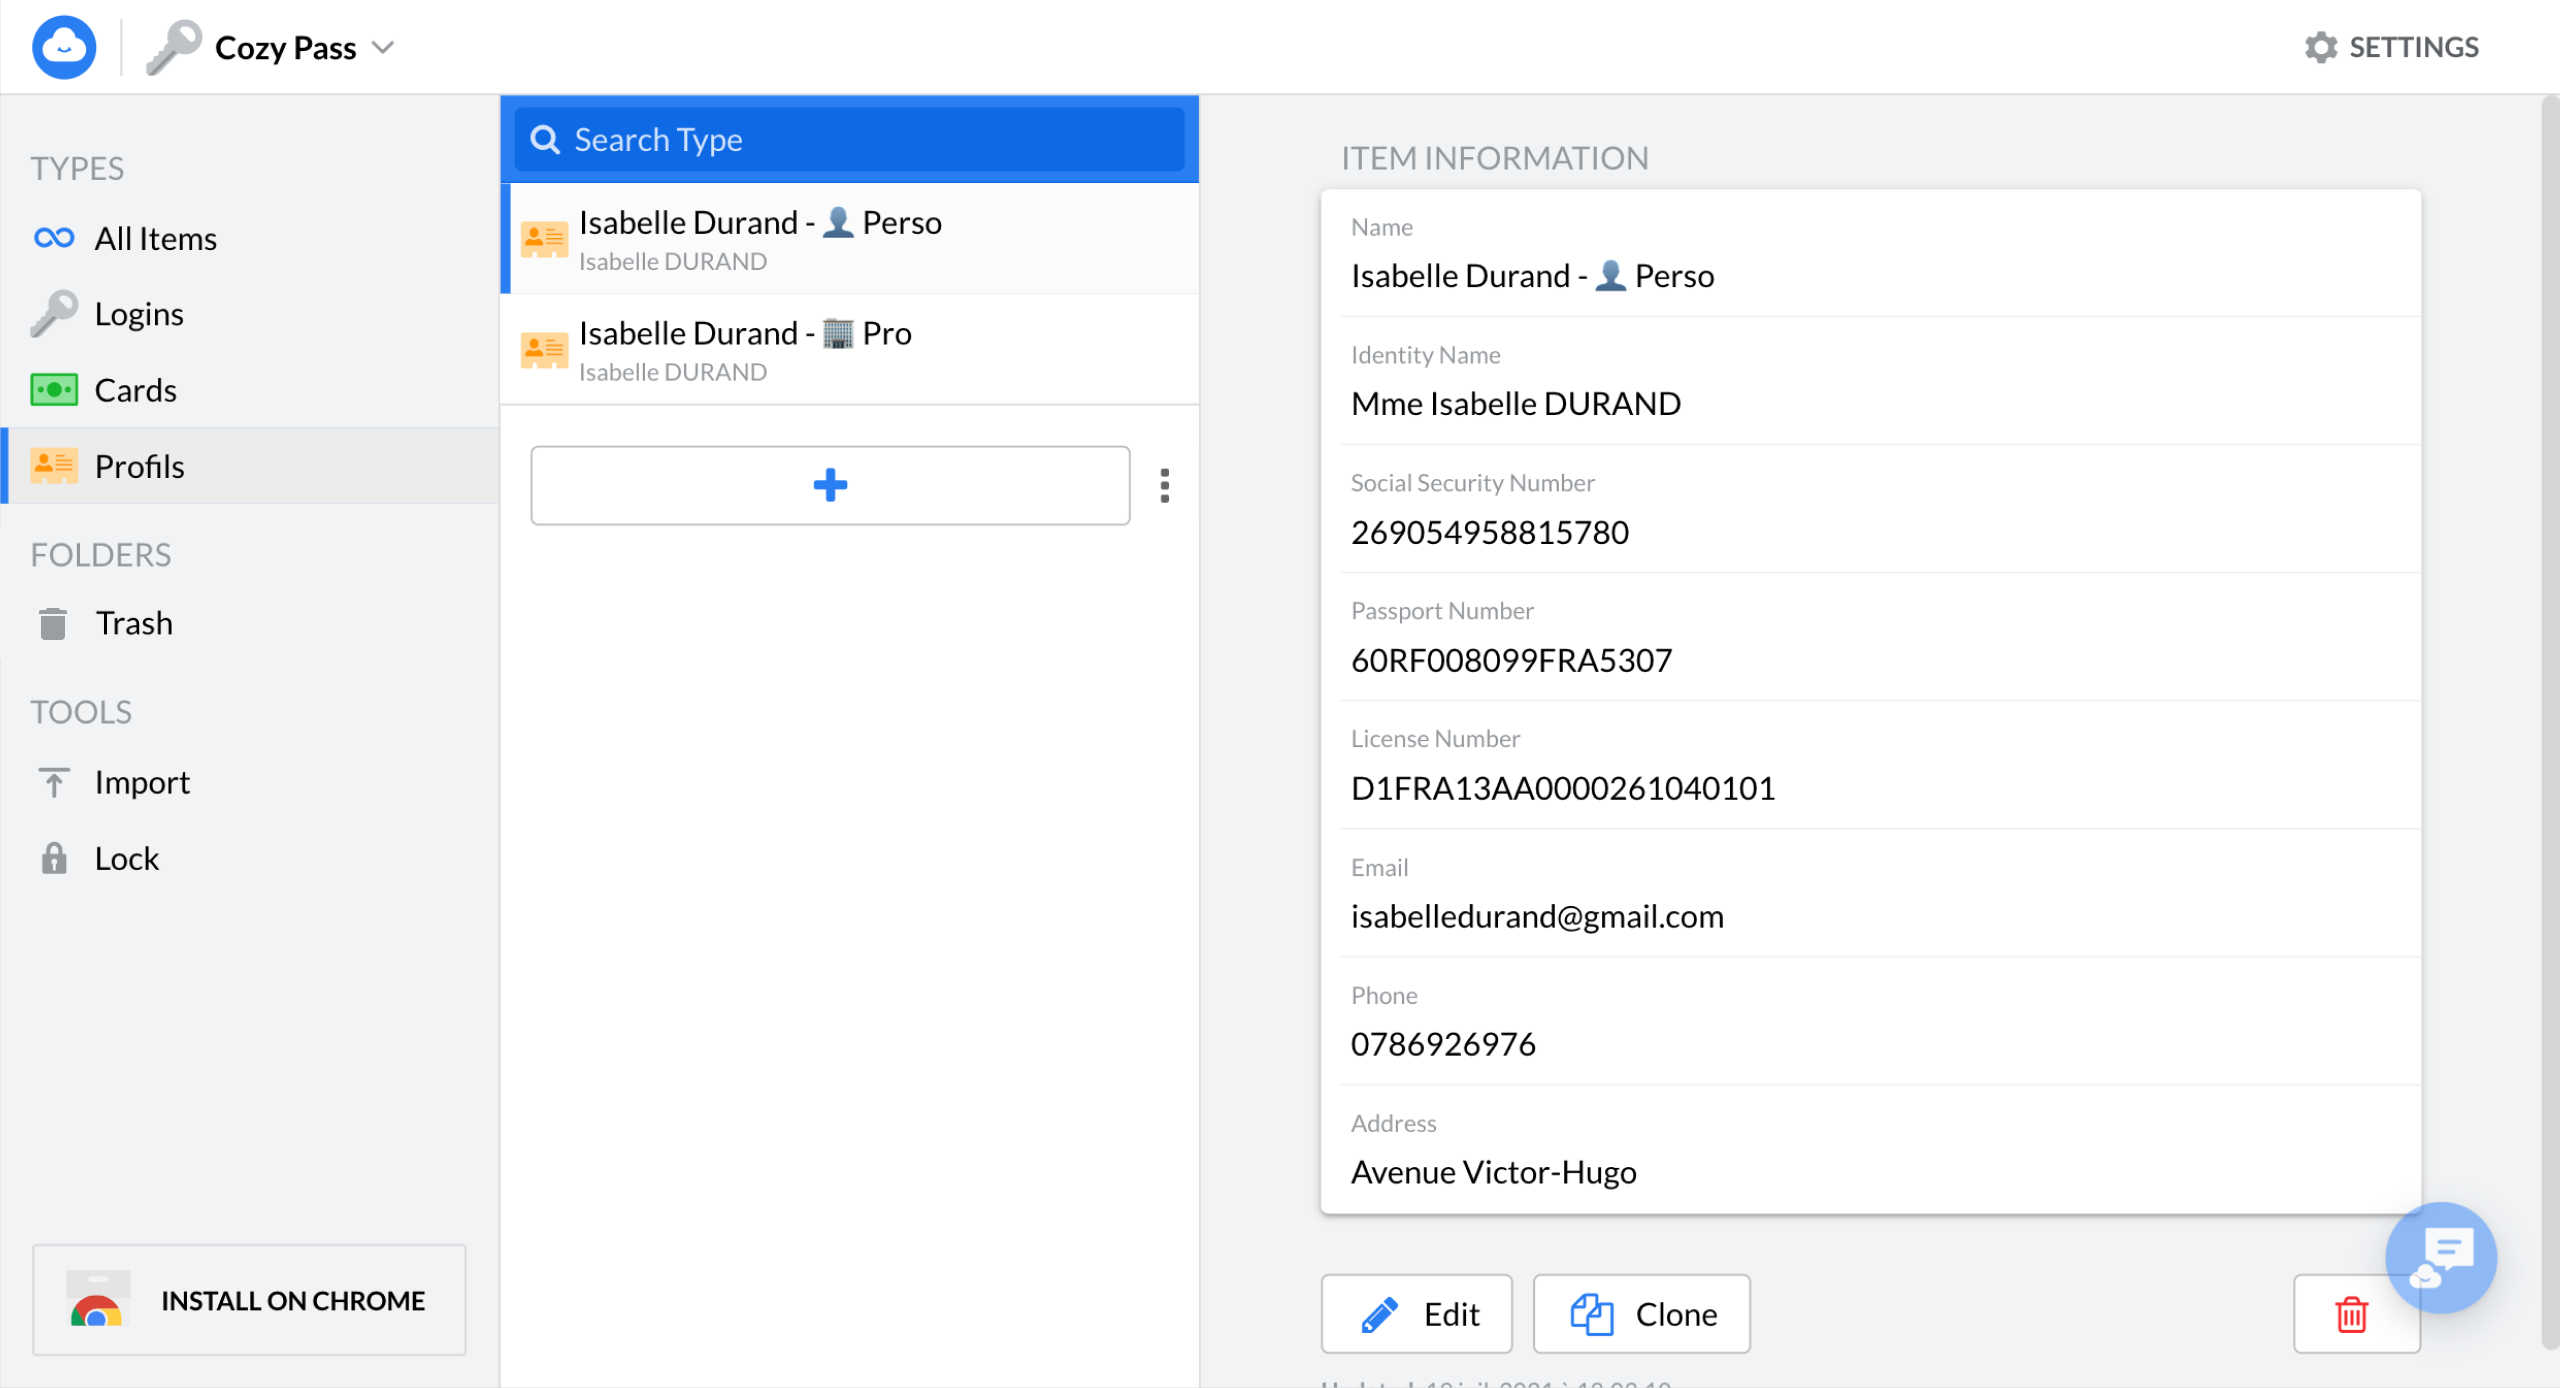 Cozy Pass
SETTINGS
TYPES
All Items
Logins
Cards
Profils
FOLDERS
Trash
TOOLS
Import
Lock
INSTALL ON CHROME
Search Type
Isabelle Durand - 👤 Perso
Isabelle DURAND
Isabelle Durand - 🏢 Pro
Isabelle DURAND
ITEM INFORMATION
Name
Isabelle Durand - 👤 Perso
Identity Name
Mme Isabelle DURAND
Social Security Number
269054958815780
Passport Number
60RF008099FRA5307
License Number
D1FRA13AA0000261040101
Email
isabelledurand@gmail.com
Phone
0786926976
Address
Avenue Victor-Hugo
Edit
Clone